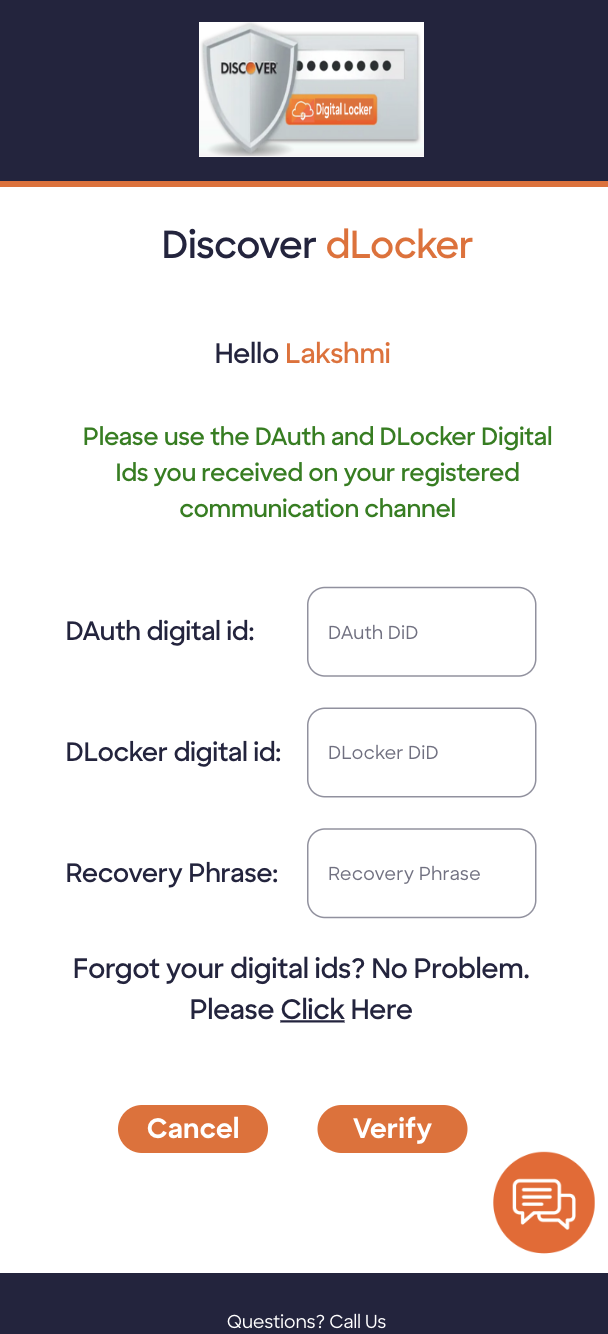 DISCOVER
Digital Locker
Discover dLocker
Hello Lakshmi
Please use the DAuth and DLocker Digital
Ids you received on your registered
communication channel
DAuth digital id:
DAuth DiD
DLocker digital id:
DLocker DiD
Recovery Phrase:
Recovery Phrase
Forgot your digital ids? No Problem.
Please Click Here
Cancel
Verify
Questions? Call Us